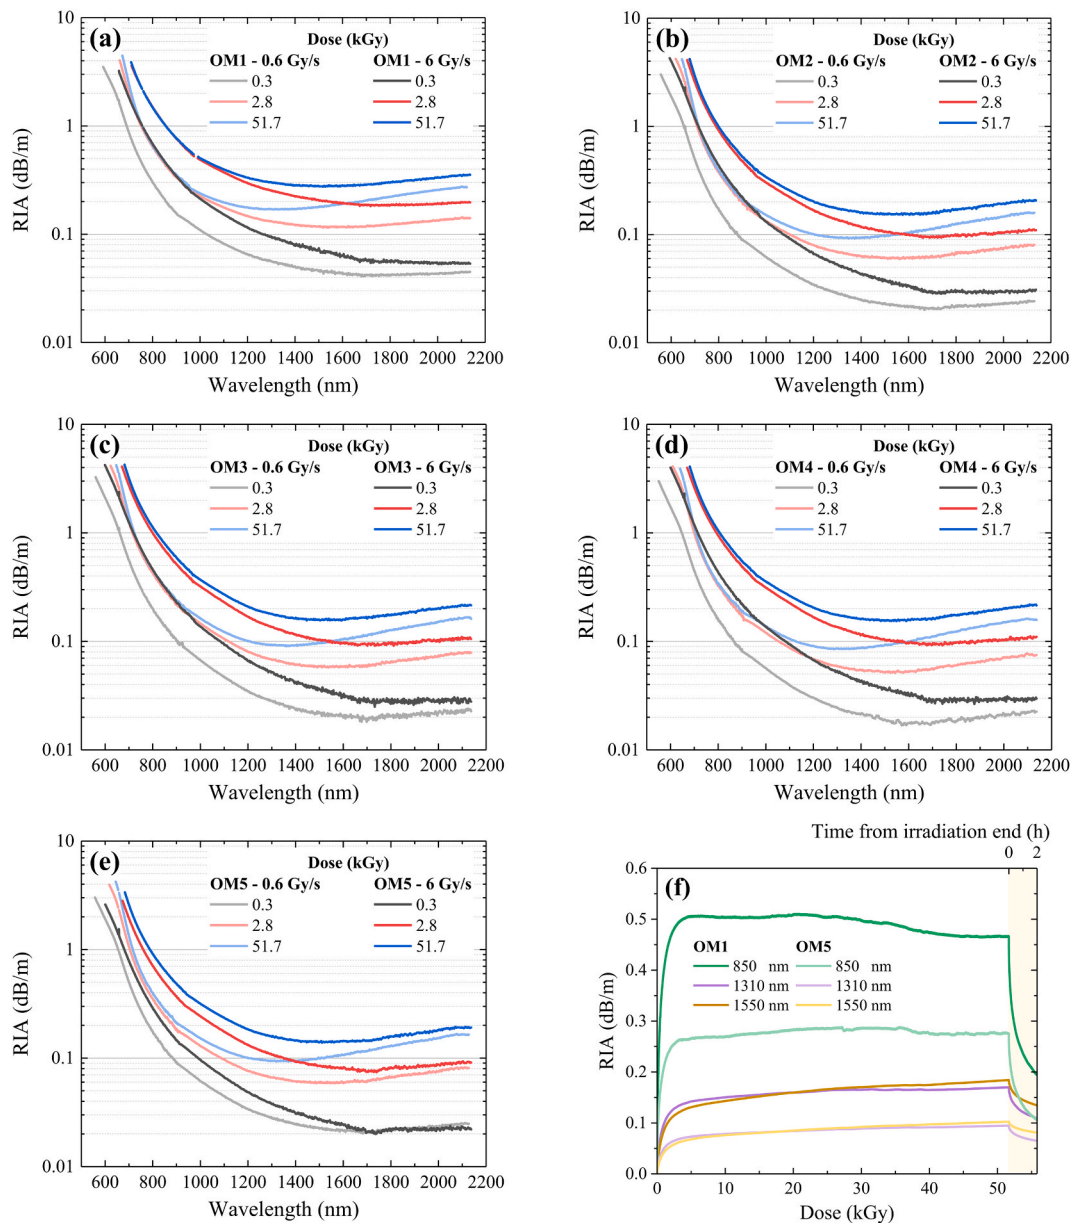 (a)
Dose (kGy)
OM1 - 0.6 Gy/s OM1 - 6 Gy/s
0.3 0.3
2.8 2.8
51.7 51.7
RIA (dB/m)
10
1
0.1
0.01
600 800 1000 1200 1400 1600 1800 2000 2200
Wavelength (nm)
(b)
Dose (kGy)
OM2 - 0.6 Gy/s OM2 - 6 Gy/s
0.3 0.3
2.8 2.8
51.7 51.7
RIA (dB/m)
10
1
0.1
0.01
600 800 1000 1200 1400 1600 1800 2000 2200
Wavelength (nm)
(c)
Dose (kGy)
OM3 - 0.6 Gy/s OM3 - 6 Gy/s
0.3 0.3
2.8 2.8
51.7 51.7
RIA (dB/m)
10
1
0.1
0.01
600 800 1000 1200 1400 1600 1800 2000 2200
Wavelength (nm)
(d)
Dose (kGy)
OM4 - 0.6 Gy/s OM4 - 6 Gy/s
0.3 0.3
2.8 2.8
51.7 51.7
RIA (dB/m)
10
1
0.1
0.01
600 800 1000 1200 1400 1600 1800 2000 2200
Wavelength (nm)
(e)
Dose (kGy)
OM5 - 0.6 Gy/s OM5 - 6 Gy/s
0.3 0.3
2.8 2.8
51.7 51.7
RIA (dB/m)
10
1
0.1
0.01
600 800 1000 1200 1400 1600 1800 2000 2200
Wavelength (nm)
Time from irradiation end (h)
0 2
(f)
OM1 OM5
850 nm 850 nm
1310 nm 1310 nm
1550 nm 1550 nm
RIA (dB/m)
0.6
0.5
0.4
0.3
0.2
0.1
0.0
0 10 20 30 40 50
Dose (kGy)